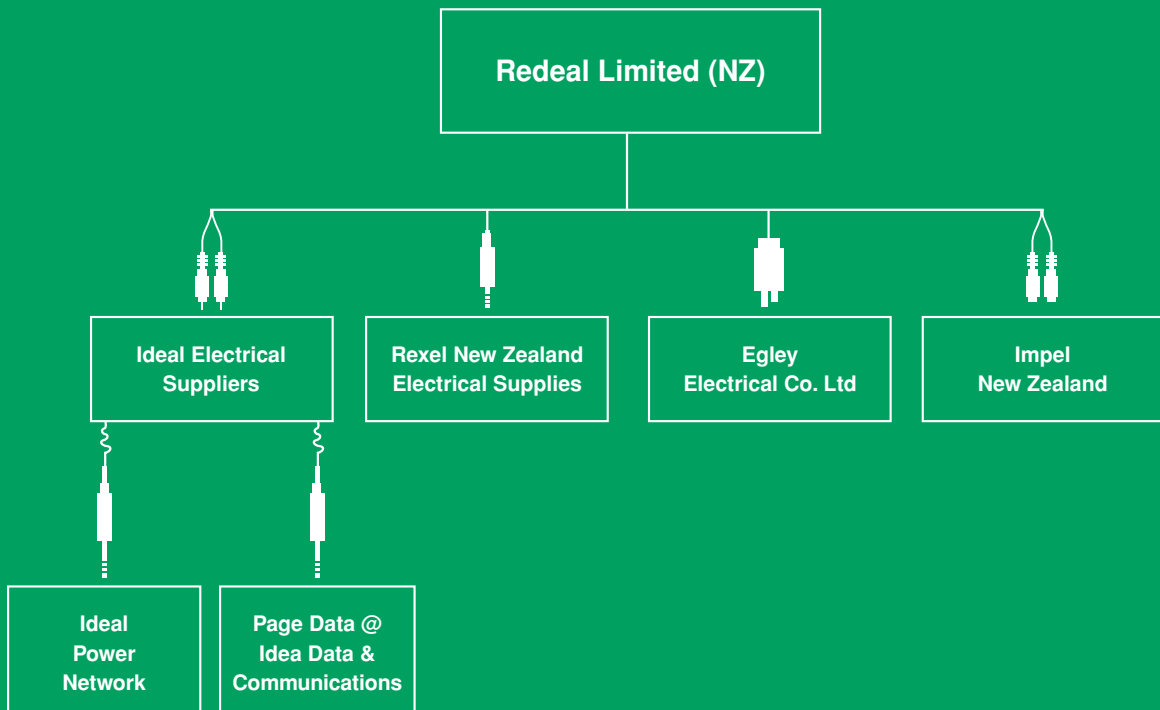 Redeal Limited (NZ)
Ideal Electrical
Suppliers
Rexel New Zealand
Electrical Supplies
Egley
Electrical Co. Ltd
Impel
New Zealand
Ideal
Power
Network
Page Data @
Idea Data &
Communications